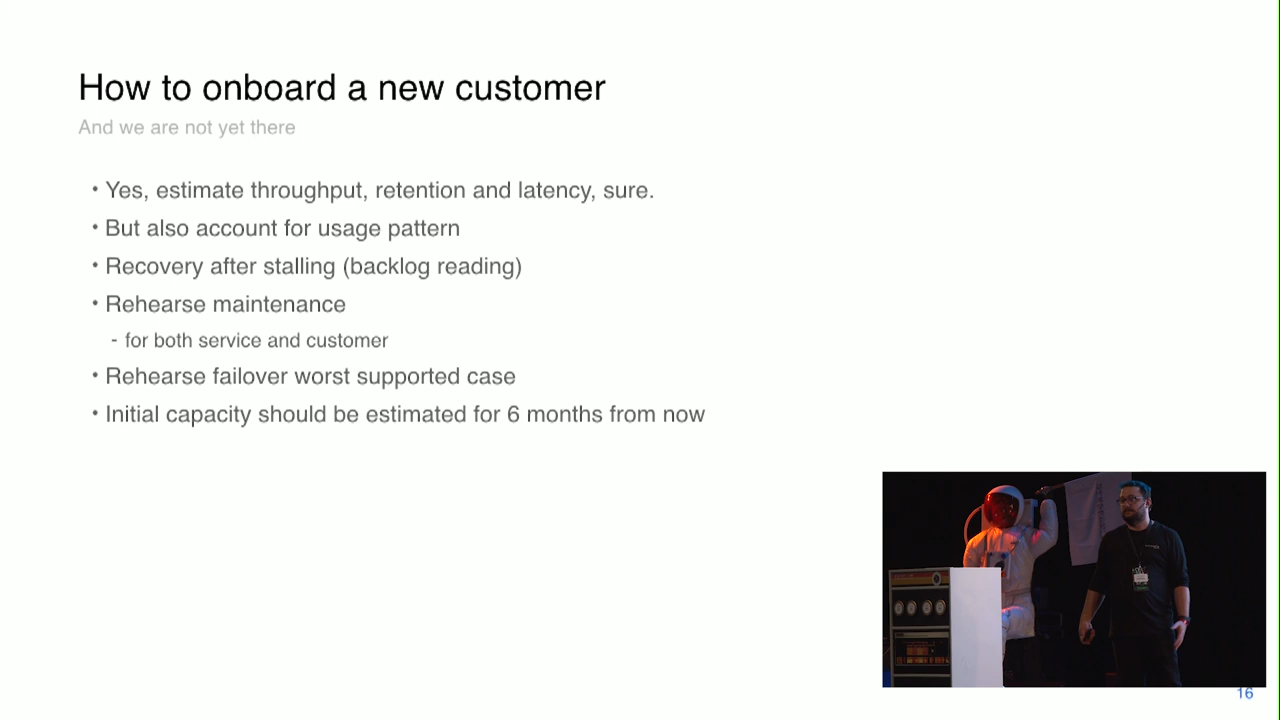 How to onboard a new customer
And we are not yet there
• Yes, estimate throughput, retention and latency, sure.
• But also account for usage pattern
• Recovery after stalling (backlog reading)
• Rehearse maintenance
- for both service and customer
• Rehearse failover worst supported case
• Initial capacity should be estimated for 6 months from now
16